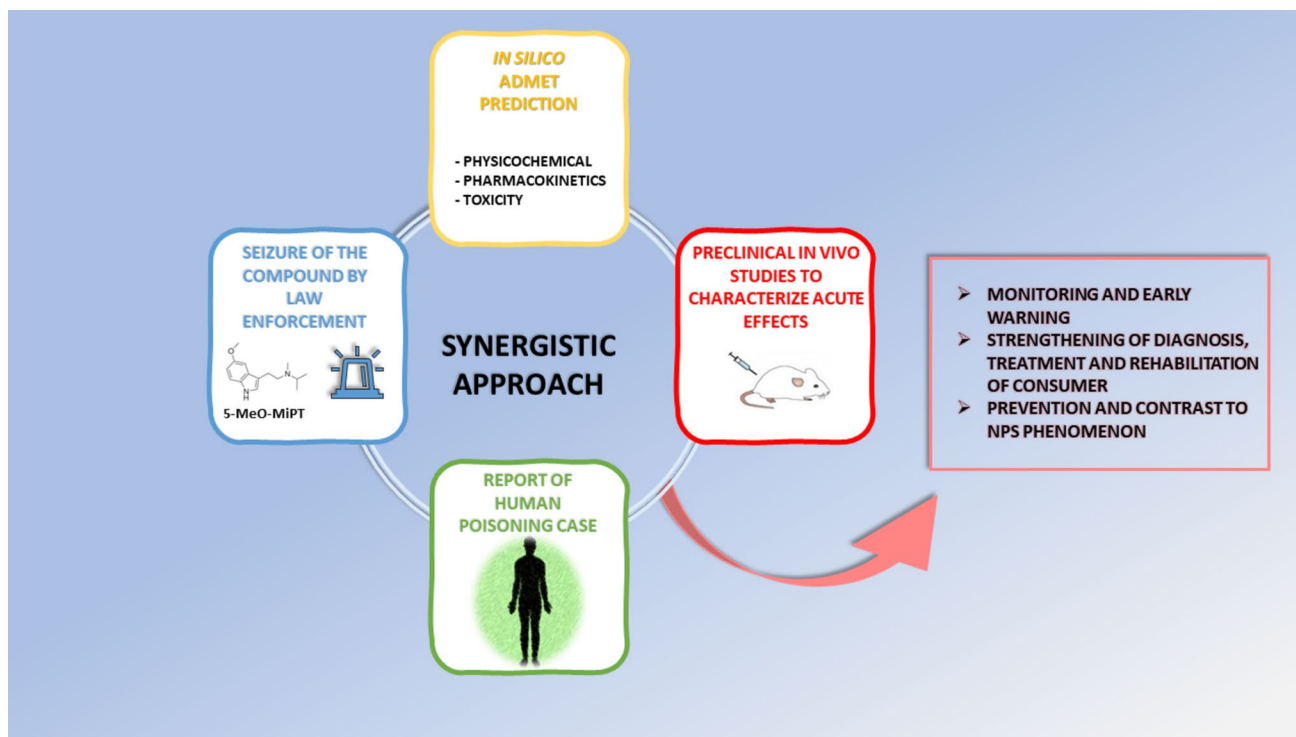 IN SILICO
ADMET
PREDICTION
- PHYSICOCHEMICAL
- PHARMACOKINETICS
- TOXICITY
SEIZURE OF THE
COMPOUND BY
LAW
ENFORCEMENT
O
N
N
H
5-MeO-MiPT
SYNERGISTIC
APPROACH
PRECLINICAL IN VIVO
STUDIES TO
CHARACTERIZE ACUTE
EFFECTS
REPORT OF
HUMAN
POISONING CASE
➤ MONITORING AND EARLY
WARNING
➤ STRENGTHENING OF DIAGNOSIS,
TREATMENT AND REHABILITATION
OF CONSUMER
➤ PREVENTION AND CONTRAST TO
NPS PHENOMENON